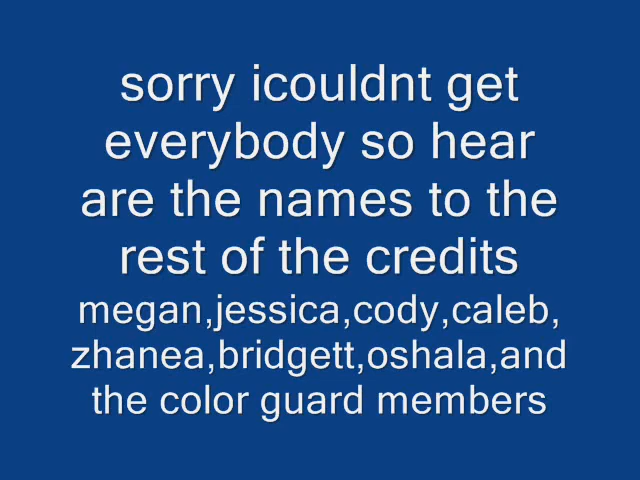 sorry icouldnt get
everybody so hear
are the names to the
rest of the credits
megan,jessica,cody,caleb,
zhanea,bridgett,oshala,and
the color guard members